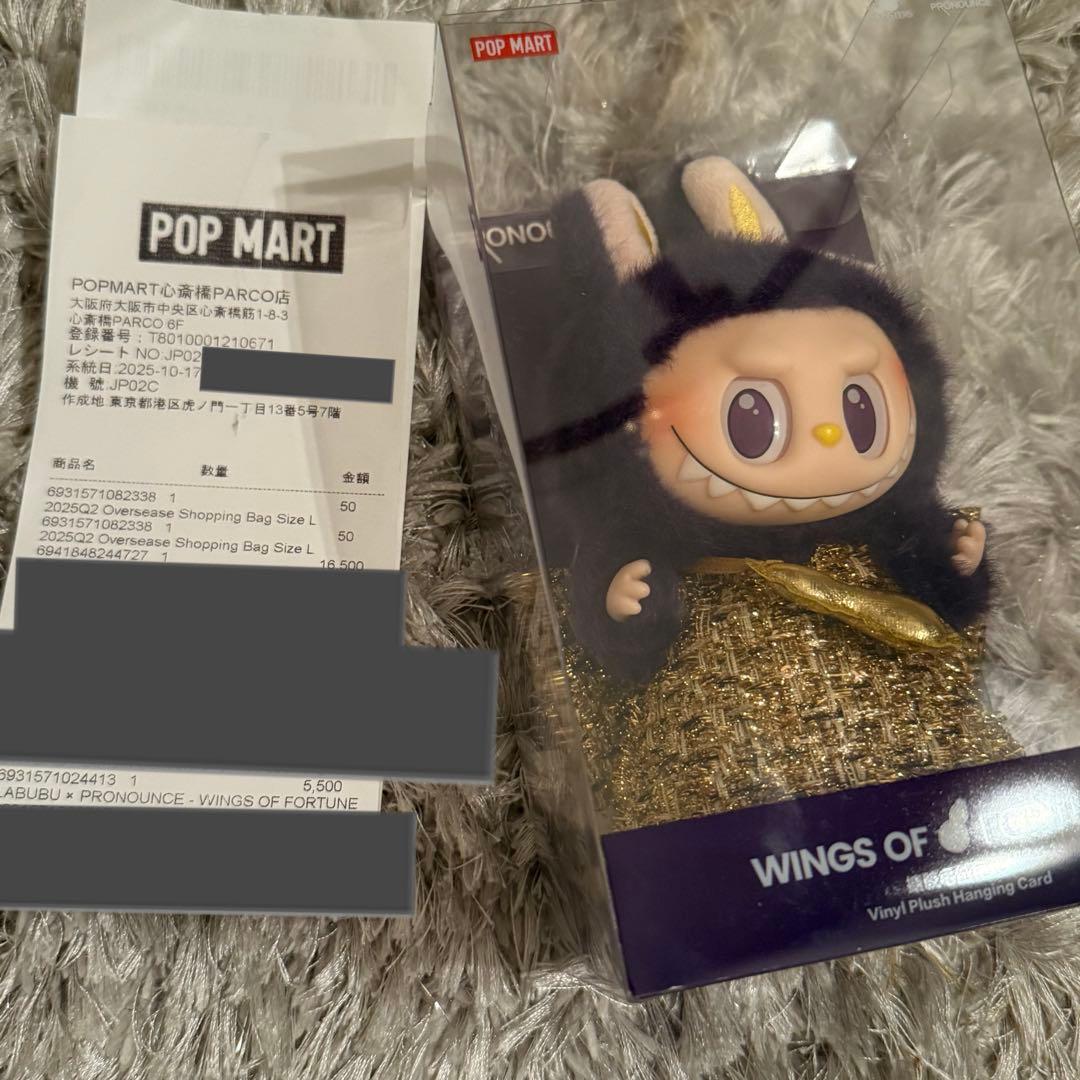 POP MART
POPMART心斎橋PARCO店
大阪府大阪市中央区心斎橋筋1-8-3
心斎橋PARCO 6F
登録番号：T8010001210671
レシート NO:JP02
系統日:2025-10-17
機 號:JP02C
作成地:東京都港区虎ノ門一丁目13番5号7階
商品名 数量 金額
6931571082338 1 50
2025Q2 Oversease Shopping Bag Size L
6931571082338 1 50
2025Q2 Oversease Shopping Bag Size L
6941848244727 1 16,500
6931571024413 1 5,500
LABUBU × PRONOUNCE - WINGS OF FORTUNE
POP MART
PRONOUNCE
WINGS OF
Vinyl Plush Hanging Card